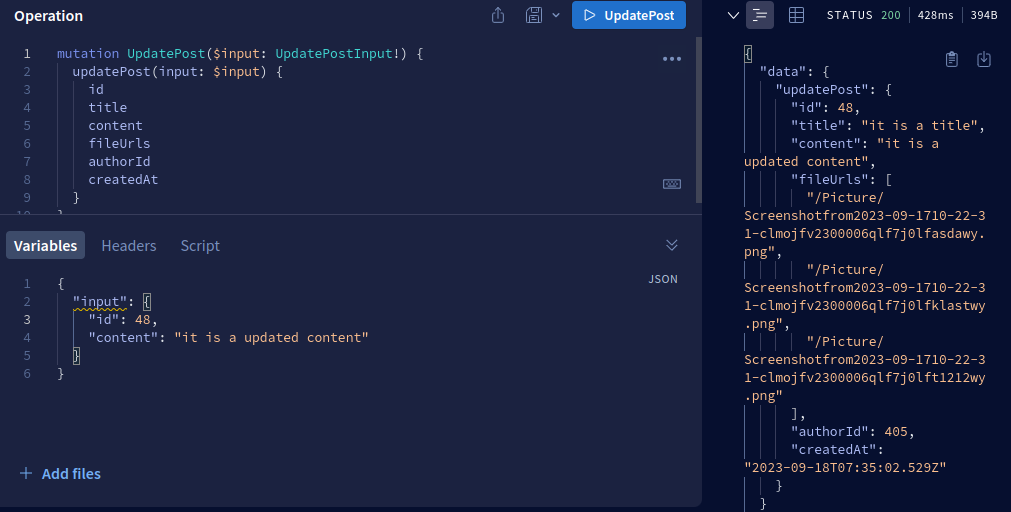 Operation
UpdatePost
1 mutation UpdatePost($input: UpdatePostInput!) {
2 updatePost(input: $input) {
3 id
4 title
5 content
6 fileUrls
7 authorId
8 createdAt
9 }
10 }
Variables Headers Script
JSON
1 {
2 "input": {
3 "id": 48,
4 "content": "it is a updated content"
5 }
6 }
Add files
STATUS 200 428ms 394B
{
"data": {
"updatePost": {
"id": 48,
"title": "it is a title",
"content": "it is a
updated content",
"fileUrls": [
"/Picture/
Screenshotfrom2023-09-1710-22-3
1-clmojfv2300006qlf7j0lfasdawy.
png",
"/Picture/
Screenshotfrom2023-09-1710-22-3
1-clmojfv2300006qlf7j0lfklastwy
.png",
"/Picture/
Screenshotfrom2023-09-1710-22-3
1-clmojfv2300006qlf7j0lft1212wy
.png"
],
"authorId": 405,
"createdAt":
"2023-09-18T07:35:02.529Z"
}
}